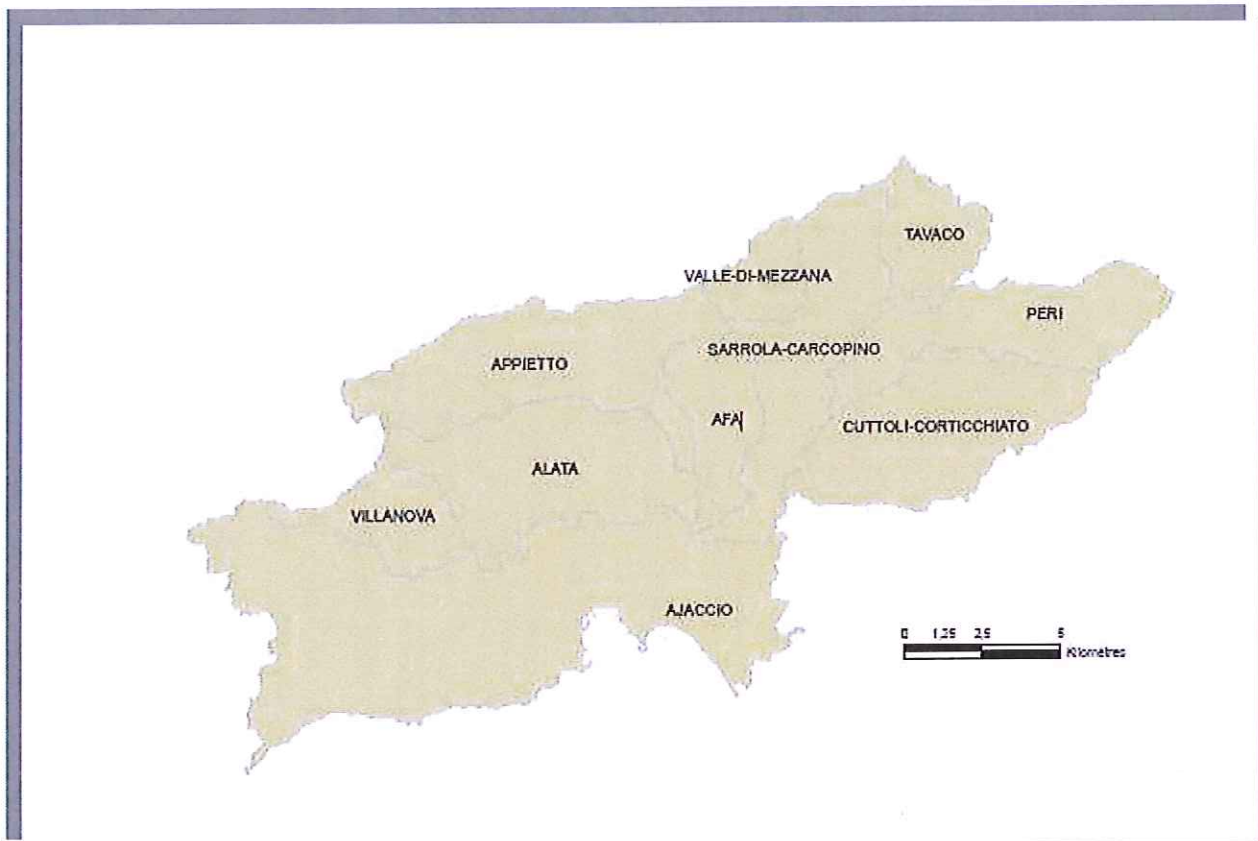 TAVACO
VALLE-DI-MEZZANA
PERI
SARROLA-CARCOPINO
APPIETTO
AFA
CUTTOLI-CORTICCHIATO
ALATA
VILLANOVA
AJACCIO
0 1,25 2,5 5
Kilomètres